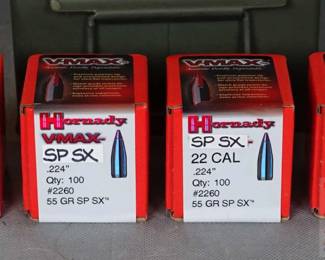 V-MAX
Hornady
V-MAX
SP SX
.224"
Qty: 100
#2260
55 GR SP SX™
V-MAX
Hornady
SP SX
22 CAL
.224"
Qty: 100
#2260
55 GR SP SX™